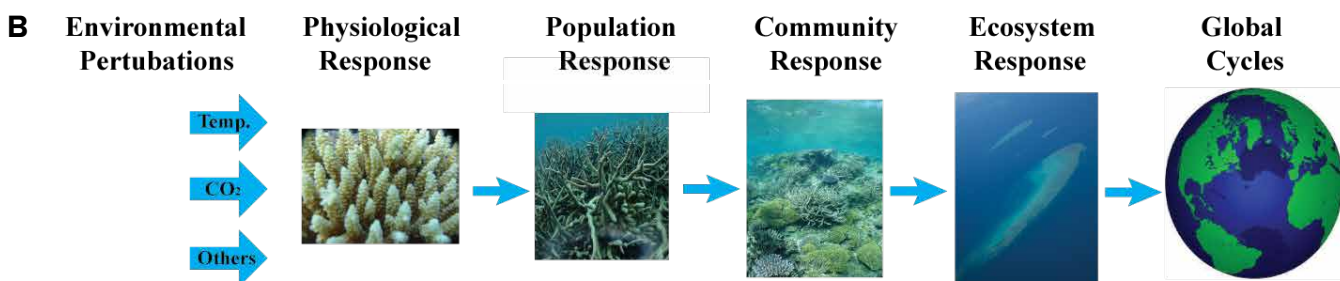 B
Environmental
Pertubations
Physiological
Response
Population
Response
Community
Response
Ecosystem
Response
Global
Cycles
Temp.
CO₂
Others